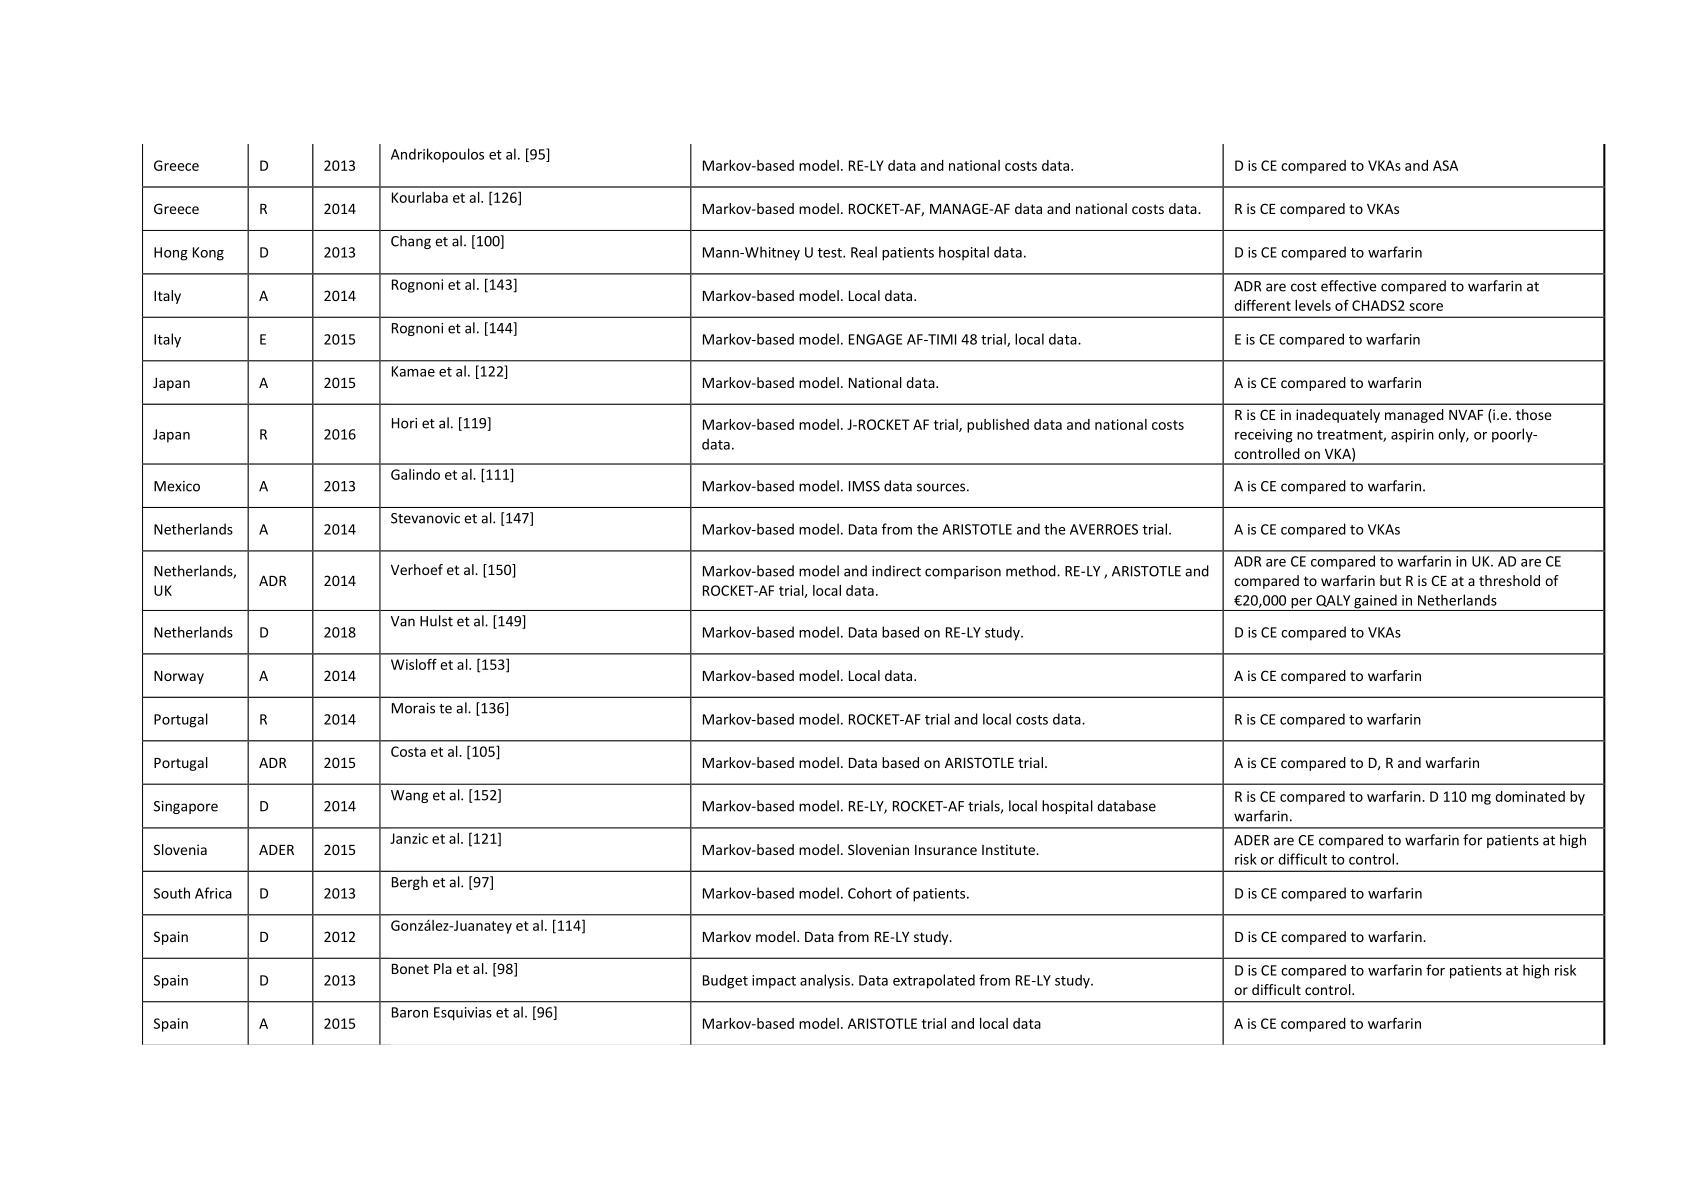 Greece D 2013 Andrikopoulos et al. [95] Markov-based model. RE-LY data and national costs data. D is CE compared to VKAs and ASA
Greece R 2014 Kourlaba et al. [126] Markov-based model. ROCKET-AF, MANAGE-AF data and national costs data. R is CE compared to VKAs
Hong Kong D 2013 Chang et al. [100] Mann-Whitney U test. Real patients hospital data. D is CE compared to warfarin
Italy A 2014 Rognoni et al. [143] Markov-based model. Local data. ADR are cost effective compared to warfarin at
different levels of CHADS2 score
Italy E 2015 Rognoni et al. [144] Markov-based model. ENGAGE AF-TIMI 48 trial, local data. E is CE compared to warfarin
Japan A 2015 Kamae et al. [122] Markov-based model. National data. A is CE compared to warfarin
Japan R 2016 Hori et al. [119] Markov-based model. J-ROCKET AF trial, published data and national costs
data.
R is CE in inadequately managed NVAF (i.e. those
receiving no treatment, aspirin only, or poorly-
controlled on VKA)
Mexico A 2013 Galindo et al. [111] Markov-based model. IMSS data sources. A is CE compared to warfarin.
Netherlands A 2014 Stevanovic et al. [147] Markov-based model. Data from the ARISTOTLE and the AVERROES trial. A is CE compared to VKAs
Netherlands,
UK
ADR 2014 Verhoef et al. [150] Markov-based model and indirect comparison method. RE-LY , ARISTOTLE and
ROCKET-AF trial, local data.
ADR are CE compared to warfarin in UK. AD are CE
compared to warfarin but R is CE at a threshold of
€20,000 per QALY gained in Netherlands
Netherlands D 2018 Van Hulst et al. [149] Markov-based model. Data based on RE-LY study. D is CE compared to VKAs
Norway A 2014 Wisloff et al. [153] Markov-based model. Local data. A is CE compared to warfarin
Portugal R 2014 Morais te al. [136] Markov-based model. ROCKET-AF trial and local costs data. R is CE compared to warfarin
Portugal ADR 2015 Costa et al. [105] Markov-based model. Data based on ARISTOTLE trial. A is CE compared to D, R and warfarin
Singapore D 2014 Wang et al. [152] Markov-based model. RE-LY, ROCKET-AF trials, local hospital database R is CE compared to warfarin. D 110 mg dominated by
warfarin.
Slovenia ADER 2015 Janzic et al. [121] Markov-based model. Slovenian Insurance Institute. ADER are CE compared to warfarin for patients at high
risk or difficult to control.
South Africa D 2013 Bergh et al. [97] Markov-based model. Cohort of patients. D is CE compared to warfarin
Spain D 2012 González-Juanatey et al. [114] Markov model. Data from RE-LY study. D is CE compared to warfarin.
Spain D 2013 Bonet Pla et al. [98] Budget impact analysis. Data extrapolated from RE-LY study. D is CE compared to warfarin for patients at high risk
or difficult control.
Spain A 2015 Baron Esquivias et al. [96] Markov-based model. ARISTOTLE trial and local data A is CE compared to warfarin